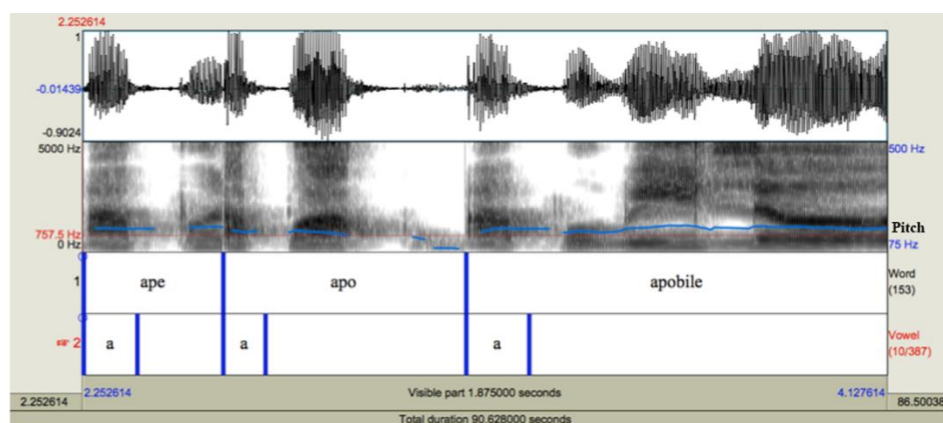 2.252614
1
-0.01439
-0.9024
5000 Hz 500 Hz
757.5 Hz Pitch
0 Hz 75 Hz
1 ape apo apobile Word
(153)
2 a a a Vowel
(10/387)
2.252614 Visible part 1.875000 seconds 4.127614
2.252614 86.50038
Total duration 90.628000 seconds